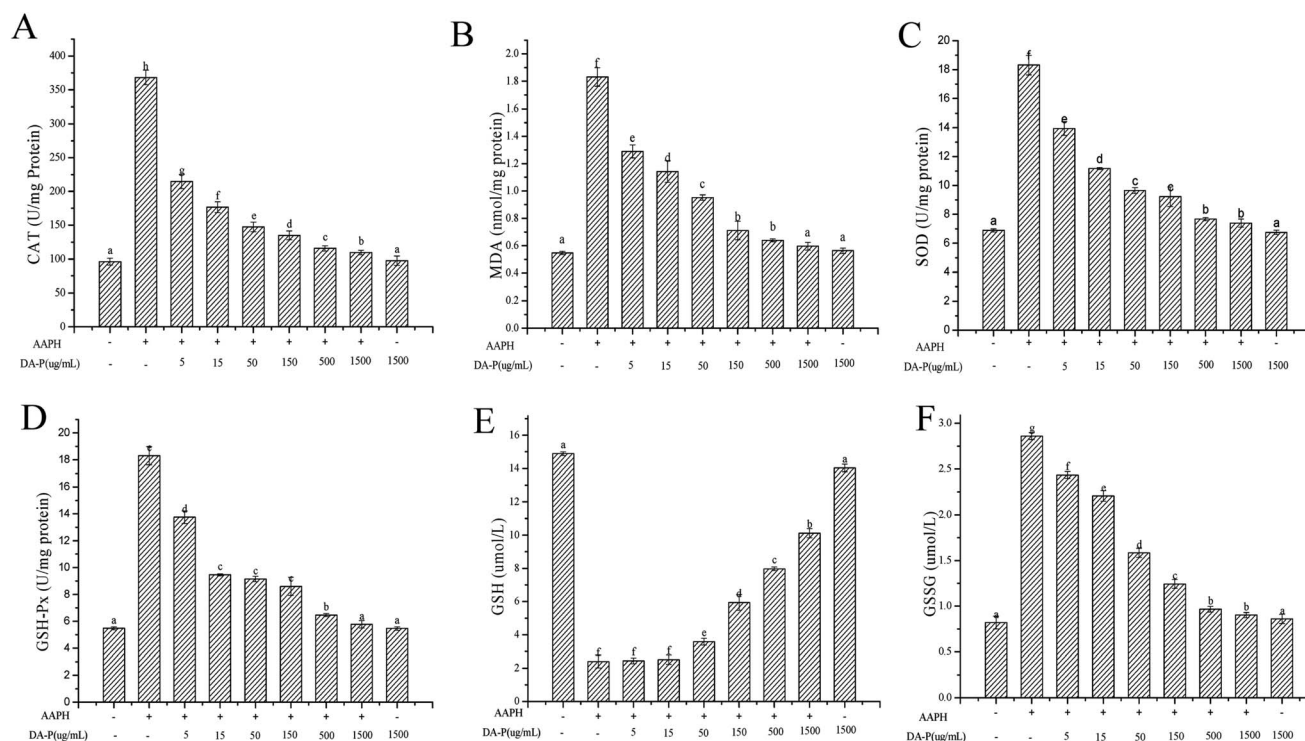 A
CAT (U/mg Protein)
400
350
300
250
200
150
100
50
0
a h g f e d c b a
AAPH - + + + + + + + -
DA-P(ug/mL) - - 5 15 50 150 500 1500 1500
B
MDA (nmol/mg protein)
2.0
1.8
1.6
1.4
1.2
1.0
0.8
0.6
0.4
0.2
0.0
a f e d c b b a a
AAPH - + + + + + + + -
DA-P(ug/mL) - - 5 15 50 150 500 1500 1500
C
SOD (U/mg protein)
20
18
16
14
12
10
8
6
4
2
0
a f e d c c b b a
AAPH - + + + + + + + -
DA-P(ug/mL) - - 5 15 50 150 500 1500 1500
D
GSH-Px (U/mg protein)
20
18
16
14
12
10
8
6
4
2
0
a e d c c c b a a
AAPH - + + + + + + + -
DA-P(ug/mL) - - 5 15 50 150 500 1500 1500
E
GSH (umol/L)
16
14
12
10
8
6
4
2
0
a f f f e d c b a
AAPH - + + + + + + + -
DA-P(ug/mL) - - 5 15 50 150 500 1500 1500
F
GSSG (umol/L)
3.0
2.5
2.0
1.5
1.0
0.5
0.0
a g f e d c b b a
AAPH - + + + + + + + -
DA-P(ug/mL) - - 5 15 50 150 500 1500 1500